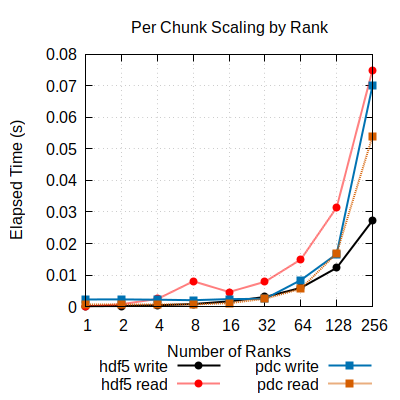 Per Chunk Scaling by Rank
0.08
0.07
0.06
0.05
0.04
0.03
0.02
0.01
0
Elapsed Time (s)
1 2 4 8 16 32 64 128 256
Number of Ranks
hdf5 write pdc write
hdf5 read pdc read